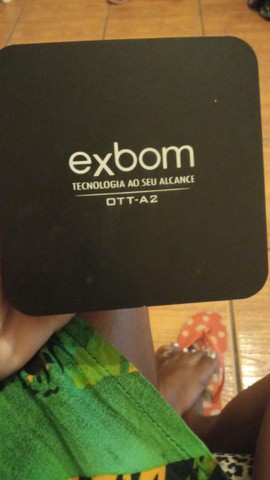 exbom
TECNOLOGIA AO SEU ALCANCE
OTT-A2